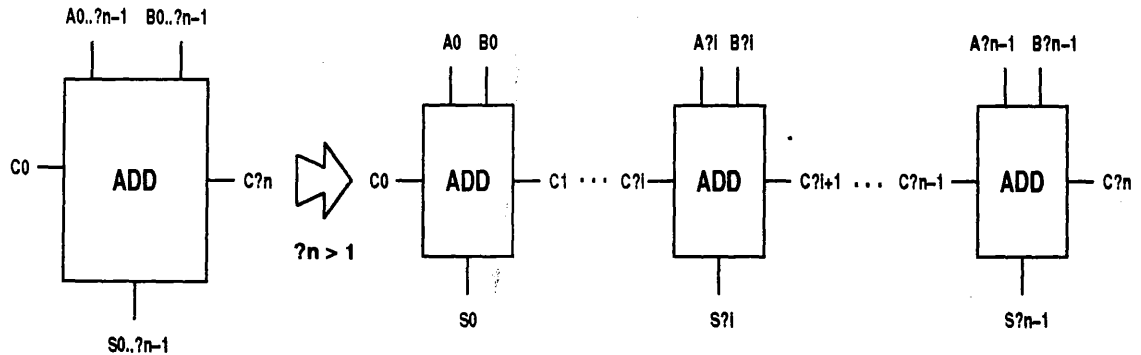 A0..?n–1 B0..?n–1
C0 ADD C?n
S0..?n–1
?n > 1
A0 B0
C0 ADD C1
S0
...
A?i B?i
C?i ADD C?i+1
S?i
...
A?n–1 B?n–1
C?n–1 ADD C?n
S?n–1